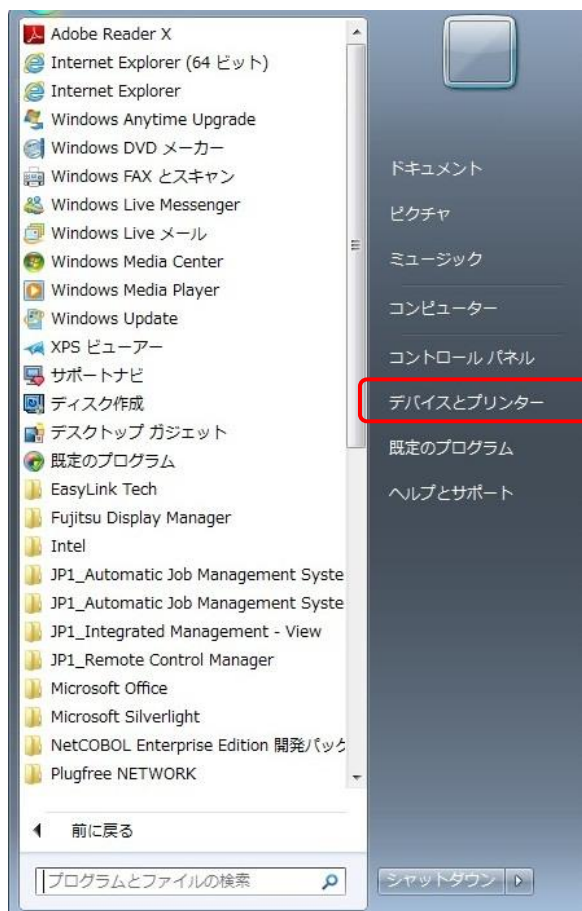 Adobe Reader X
Internet Explorer (64 ビット)
Internet Explorer
Windows Anytime Upgrade
Windows DVD メーカー
Windows FAX とスキャン
Windows Live Messenger
Windows Live メール
Windows Media Center
Windows Media Player
Windows Update
XPS ビューアー
サポートナビ
ディスク作成
デスクトップ ガジェット
既定のプログラム
EasyLink Tech
Fujitsu Display Manager
Intel
JP1_Automatic Job Management Syste
JP1_Automatic Job Management Syste
JP1_Integrated Management - View
JP1_Remote Control Manager
Microsoft Office
Microsoft Silverlight
NetCOBOL Enterprise Edition 開発パック
Plugfree NETWORK
前に戻る
プログラムとファイルの検索
ドキュメント
ピクチャ
ミュージック
コンピューター
コントロール パネル
デバイスとプリンター
既定のプログラム
ヘルプとサポート
シャットダウン